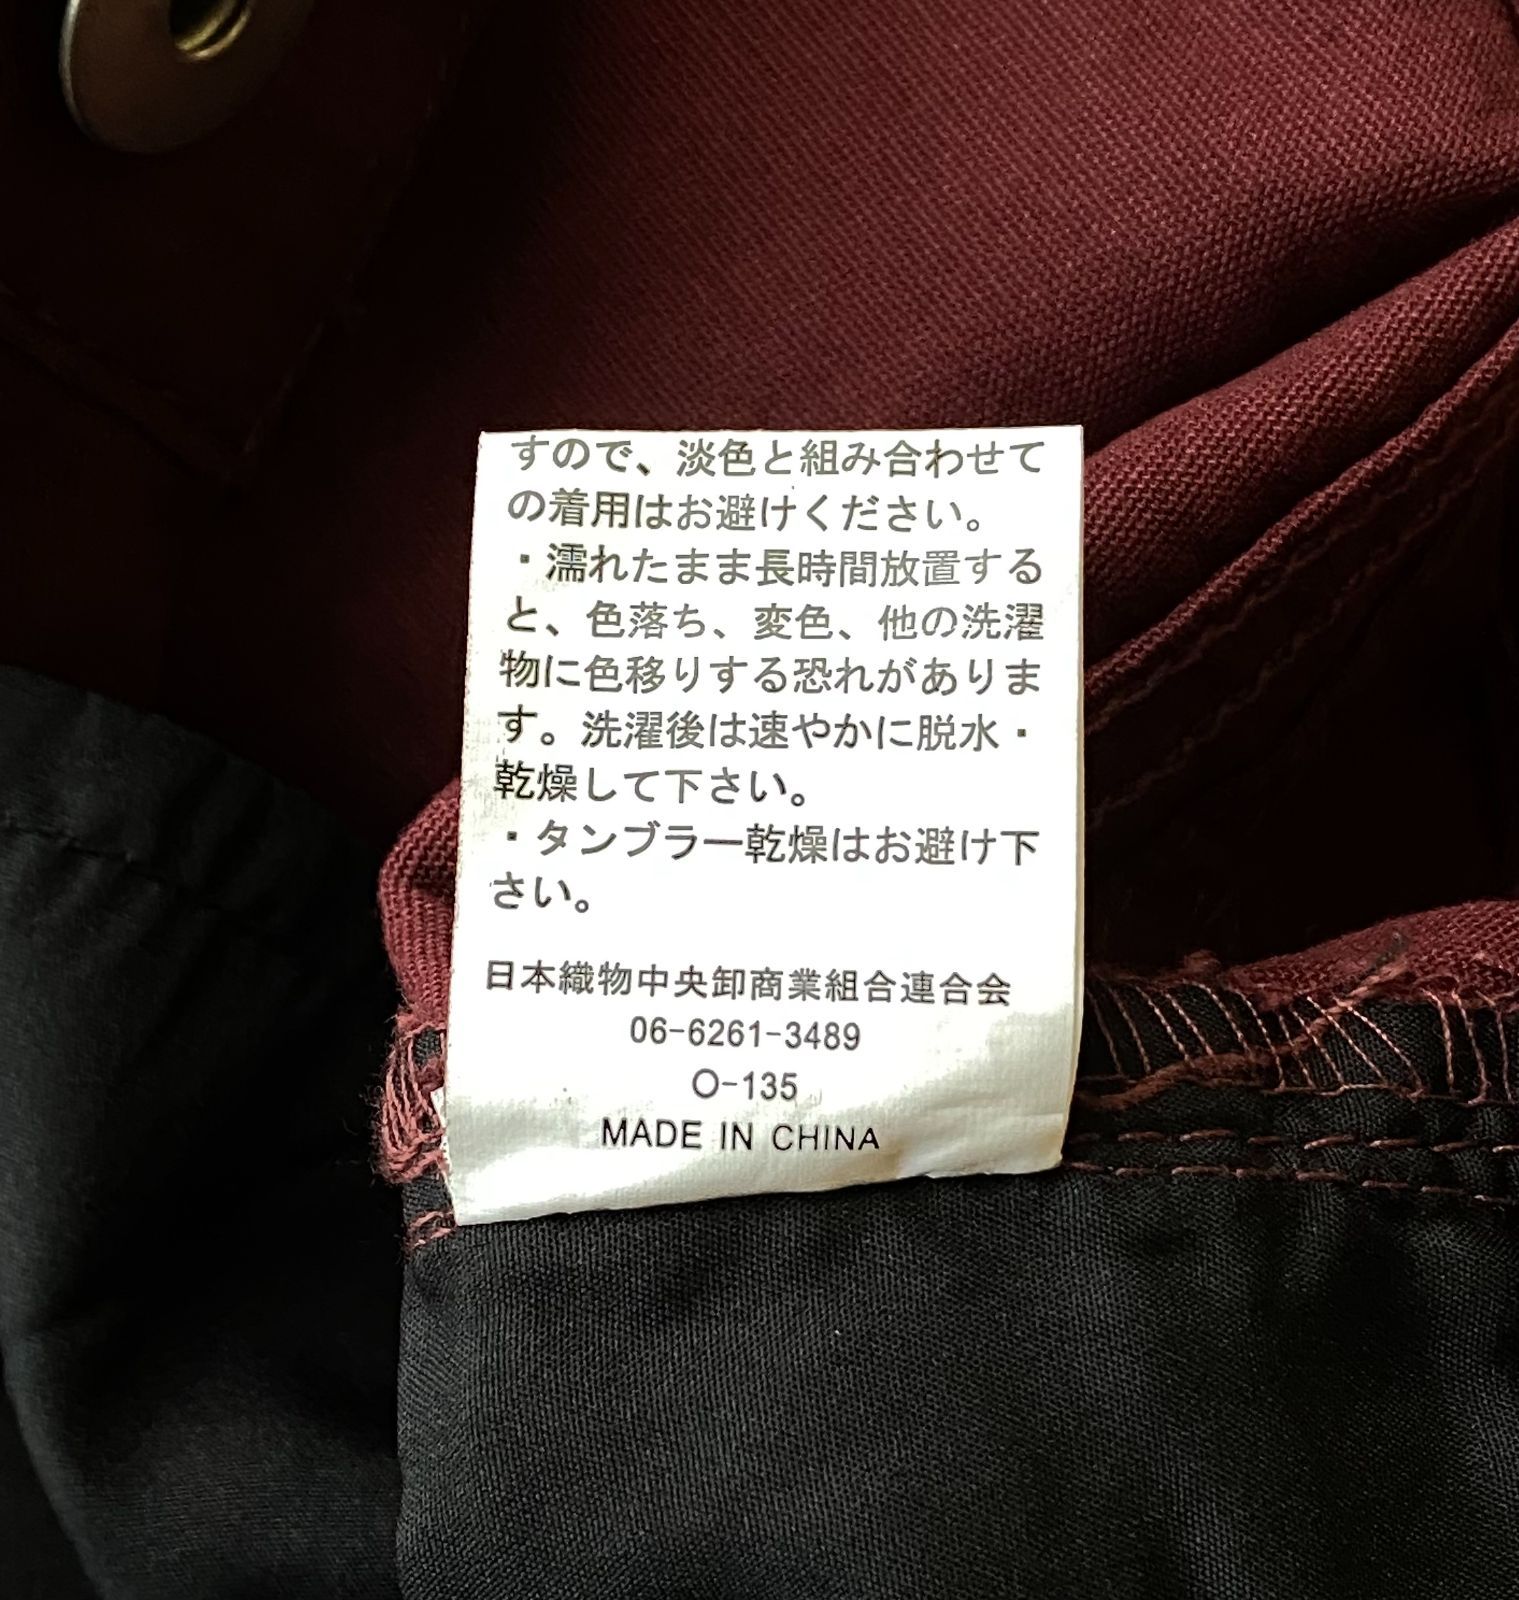 すので、淡色と組み合わせて
の着用はお避けください。
・濡れたまま長時間放置する
と、色落ち、変色、他の洗濯
物に色移りする恐れがありま
す。洗濯後は速やかに脱水・
乾燥して下さい。
・タンブラー乾燥はお避け下
さい。
日本織物中央卸商業組合連合会
06-6261-3489
O-135
MADE IN CHINA